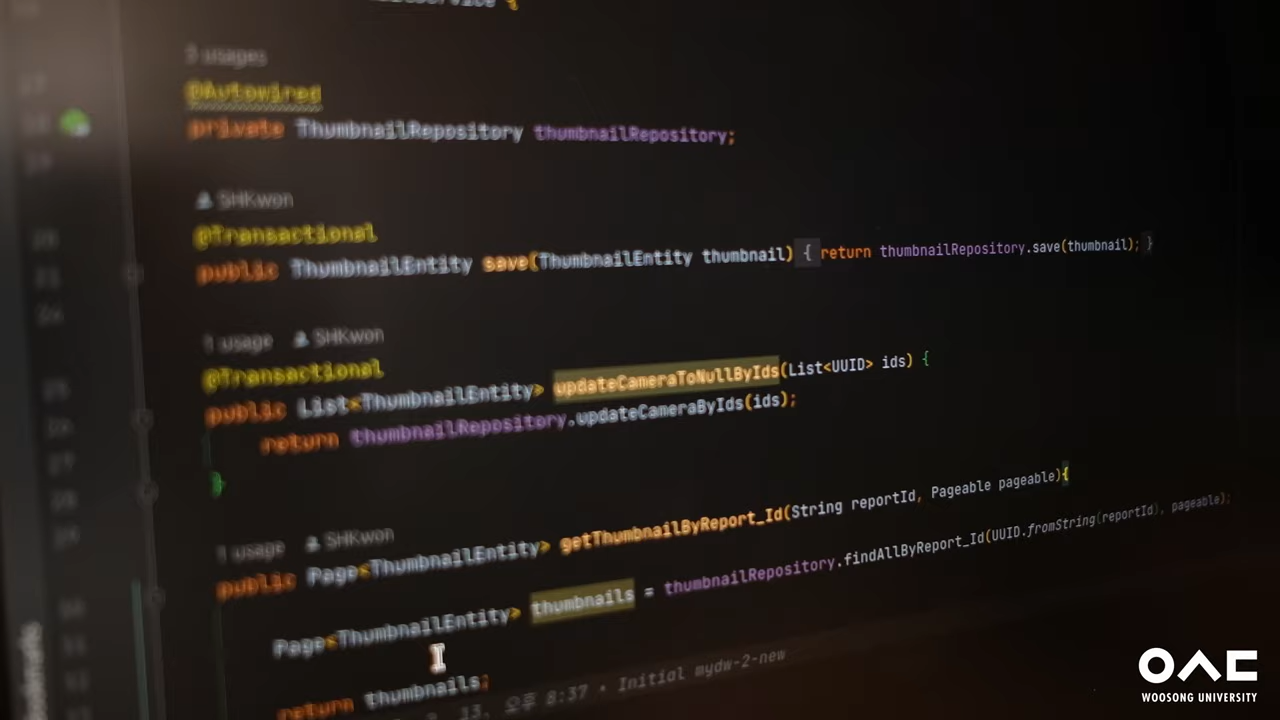 3 usages
@Autowired
private ThumbnailRepository thumbnailRepository;
SHKwon
@Transactional
public ThumbnailEntity save(ThumbnailEntity thumbnail) { return thumbnailRepository.save(thumbnail); }
1 usage SHKwon
@Transactional
public List<ThumbnailEntity> updateCameraToNullByIds(List<UUID> ids) {
return thumbnailRepository.updateCameraByIds(ids);
}
1 usage SHKwon
public Page<ThumbnailEntity> getThumbnailByReport_Id(String reportId, Pageable pageable){
Page<ThumbnailEntity> thumbnails = thumbnailRepository.findAllByReport_Id(UUID.fromString(reportId), pageable);
return thumbnails;
13. 오후 8:37 • Initial mydw-2-new
WOOSONG UNIVERSITY